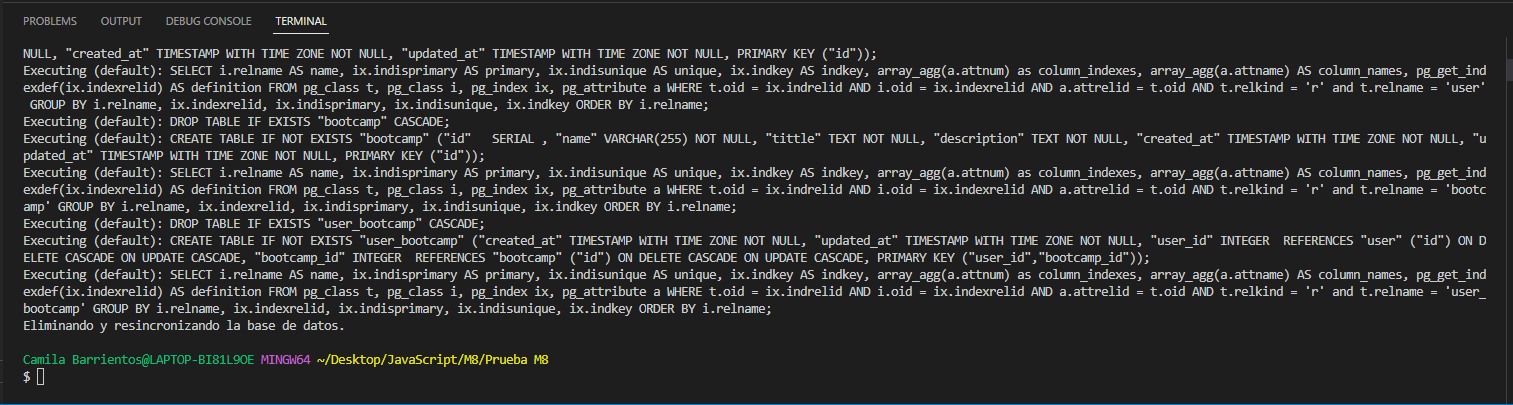 PROBLEMS OUTPUT DEBUG CONSOLE TERMINAL
NULL, "created_at" TIMESTAMP WITH TIME ZONE NOT NULL, "updated_at" TIMESTAMP WITH TIME ZONE NOT NULL, PRIMARY KEY ("id"));
Executing (default): SELECT i.relname AS name, ix.indisprimary AS primary, ix.indisunique AS unique, ix.indkey AS indkey, array_agg(a.attnum) as column_indexes, array_agg(a.attname) AS column_names, pg_get_ind
exdef(ix.indexrelid) AS definition FROM pg_class t, pg_class i, pg_index ix, pg_attribute a WHERE t.oid = ix.indrelid AND i.oid = ix.indexrelid AND a.attrelid = t.oid AND t.relkind = 'r' and t.relname = 'user'
GROUP BY i.relname, ix.indexrelid, ix.indisprimary, ix.indisunique, ix.indkey ORDER BY i.relname;
Executing (default): DROP TABLE IF EXISTS "bootcamp" CASCADE;
Executing (default): CREATE TABLE IF NOT EXISTS "bootcamp" ("id"   SERIAL , "name" VARCHAR(255) NOT NULL, "tittle" TEXT NOT NULL, "description" TEXT NOT NULL, "created_at" TIMESTAMP WITH TIME ZONE NOT NULL, "u
pdated_at" TIMESTAMP WITH TIME ZONE NOT NULL, PRIMARY KEY ("id"));
Executing (default): SELECT i.relname AS name, ix.indisprimary AS primary, ix.indisunique AS unique, ix.indkey AS indkey, array_agg(a.attnum) as column_indexes, array_agg(a.attname) AS column_names, pg_get_ind
exdef(ix.indexrelid) AS definition FROM pg_class t, pg_class i, pg_index ix, pg_attribute a WHERE t.oid = ix.indrelid AND i.oid = ix.indexrelid AND a.attrelid = t.oid AND t.relkind = 'r' and t.relname = 'bootc
amp' GROUP BY i.relname, ix.indexrelid, ix.indisprimary, ix.indisunique, ix.indkey ORDER BY i.relname;
Executing (default): DROP TABLE IF EXISTS "user_bootcamp" CASCADE;
Executing (default): CREATE TABLE IF NOT EXISTS "user_bootcamp" ("created_at" TIMESTAMP WITH TIME ZONE NOT NULL, "updated_at" TIMESTAMP WITH TIME ZONE NOT NULL, "user_id" INTEGER  REFERENCES "user" ("id") ON D
ELETE CASCADE ON UPDATE CASCADE, "bootcamp_id" INTEGER  REFERENCES "bootcamp" ("id") ON DELETE CASCADE ON UPDATE CASCADE, PRIMARY KEY ("user_id","bootcamp_id"));
Executing (default): SELECT i.relname AS name, ix.indisprimary AS primary, ix.indisunique AS unique, ix.indkey AS indkey, array_agg(a.attnum) as column_indexes, array_agg(a.attname) AS column_names, pg_get_ind
exdef(ix.indexrelid) AS definition FROM pg_class t, pg_class i, pg_index ix, pg_attribute a WHERE t.oid = ix.indrelid AND i.oid = ix.indexrelid AND a.attrelid = t.oid AND t.relkind = 'r' and t.relname = 'user_
bootcamp' GROUP BY i.relname, ix.indexrelid, ix.indisprimary, ix.indisunique, ix.indkey ORDER BY i.relname;
Eliminando y resincronizando la base de datos.
Camila Barrientos@LAPTOP-BI81L9OE MINGW64 ~/Desktop/JavaScript/M8/Prueba M8
$